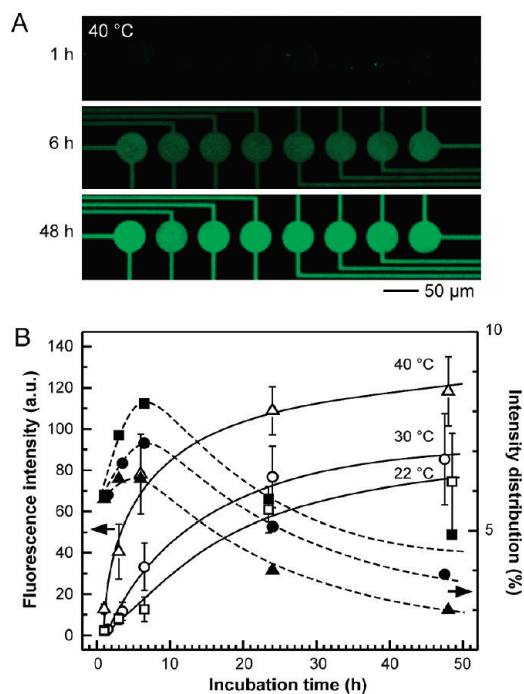 A
40 °C
1 h
6 h
48 h
50 µm
B
140
120
100
80
60
40
20
0
Fluorescence intensity (a.u.)
40 °C
30 °C
22 °C
10
5
Intensity distribution (%)
0 10 20 30 40 50
Incubation time (h)